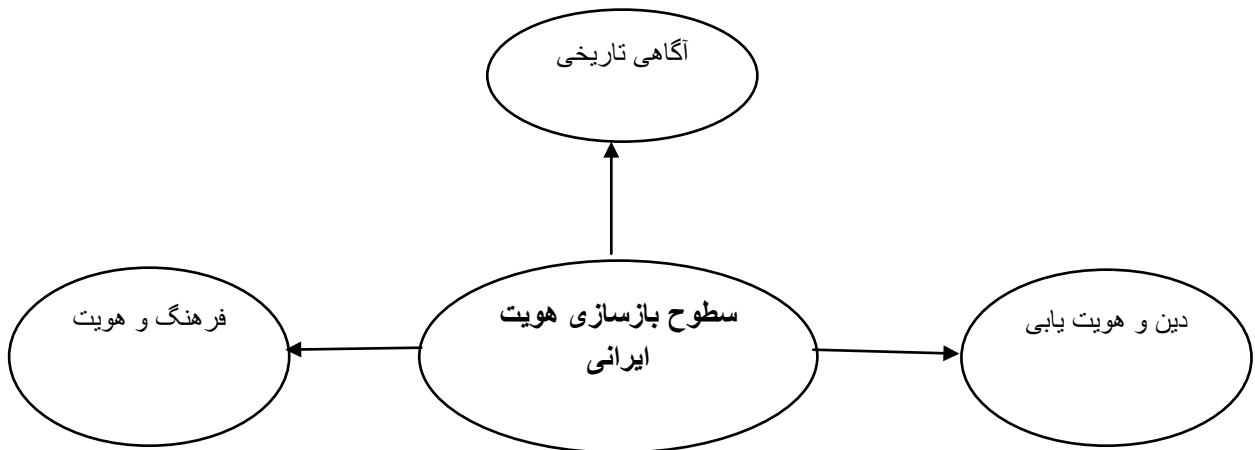 آگاهی تاریخی
سطوح بازسازی هویت
ایرانی
دین و هویت یابی
فرهنگ و هویت